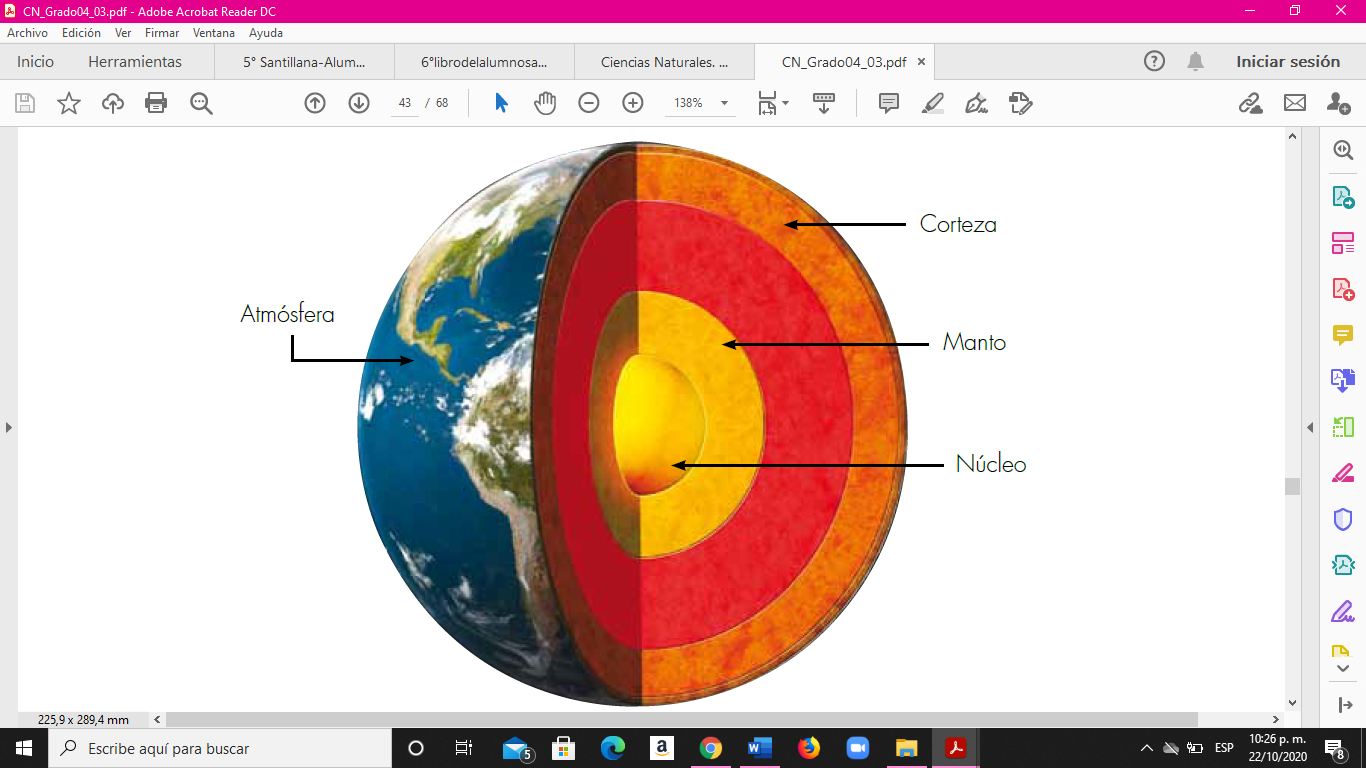 CN_Grado04_03.pdf - Adobe Acrobat Reader DC
Archivo Edición Ver Firmar Ventana Ayuda
Inicio Herramientas 5° Santillana-Alum... 6°librodelalumnosa... Ciencias Naturales. ... CN_Grado04_03.pdf × Iniciar sesión
43 / 68 138%
Corteza
Atmósfera
Manto
Núcleo
225,9 x 289,4 mm
Escribe aquí para buscar 5 ESP 10:26 p. m.
22/10/2020 8